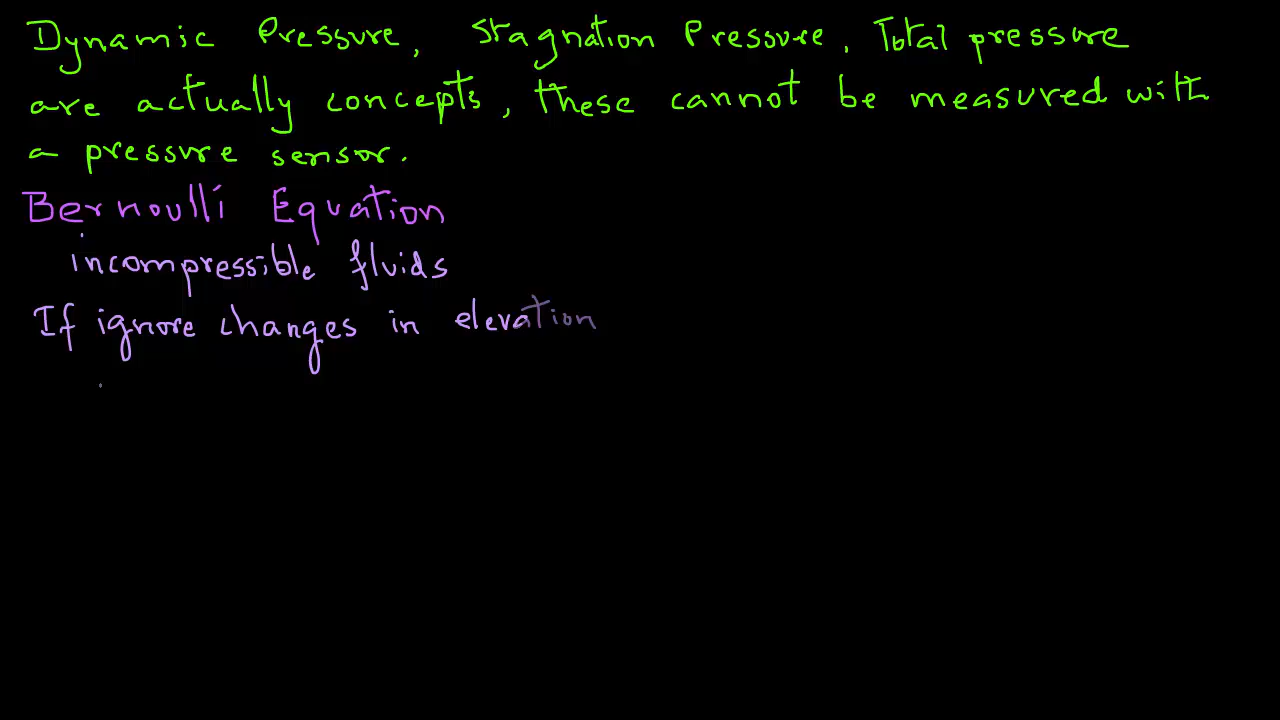 Dynamic Pressure, Stagnation Pressure, Total pressure
are actually concepts, these cannot be measured with
a pressure sensor.
Bernoulli Equation
incompressible fluids
If ignore changes in elevation